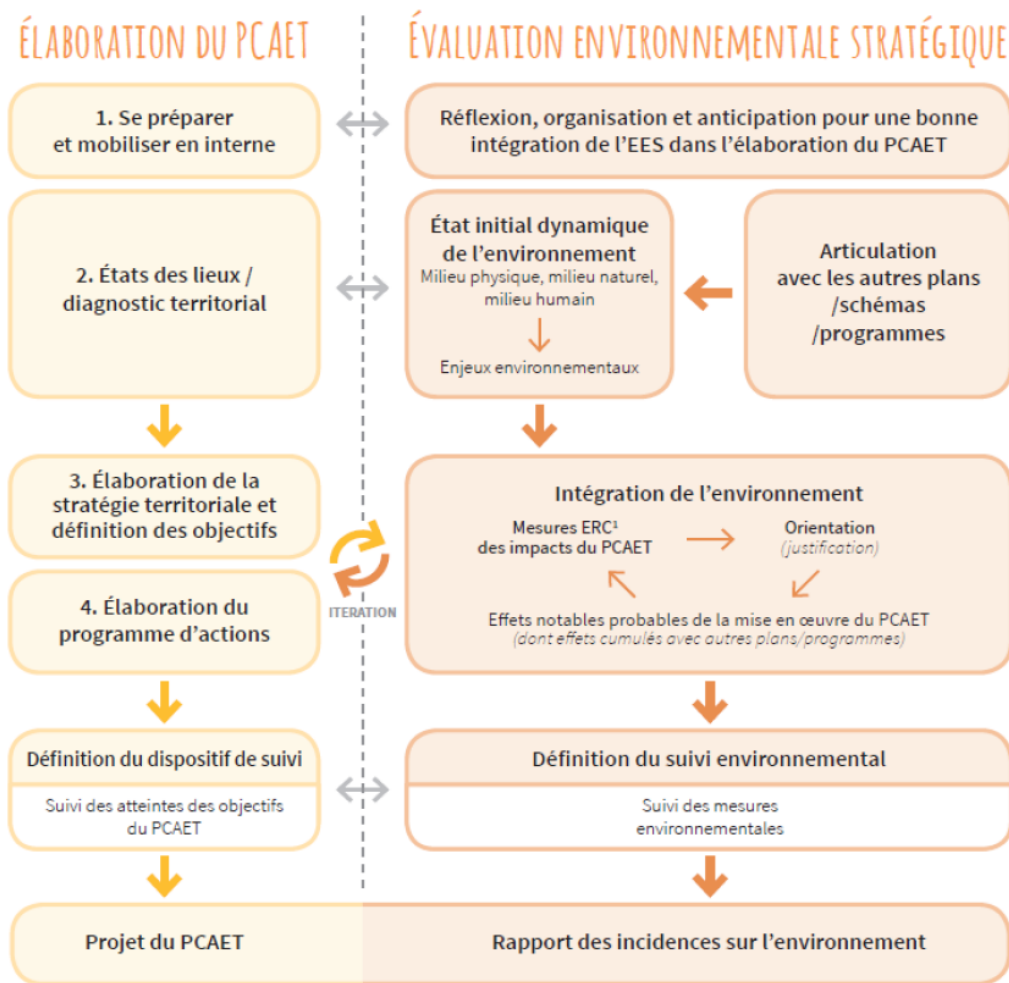 ÉLABORATION DU PCAET
ÉVALUATION ENVIRONNEMENTALE STRATÉGIQUE
1. Se préparer
et mobiliser en interne
Réflexion, organisation et anticipation pour une bonne
intégration de l'EES dans l'élaboration du PCAET
2. États des lieux /
diagnostic territorial
État initial dynamique
de l'environnement
Milieu physique, milieu naturel,
milieu humain
Enjeux environnementaux
Articulation
avec les autres plans
/schémas
/programmes
3. Élaboration de la
stratégie territoriale et
définition des objectifs
4. Élaboration du
programme d'actions
ITERATION
Intégration de l'environnement
Mesures ERC¹
des impacts du PCAET
Orientation
(justification)
Effets notables probables de la mise en œuvre du PCAET
(dont effets cumulés avec autres plans/programmes)
Définition du dispositif de suivi
Suivi des atteintes des objectifs
du PCAET
Définition du suivi environnemental
Suivi des mesures
environnementales
Projet du PCAET
Rapport des incidences sur l'environnement